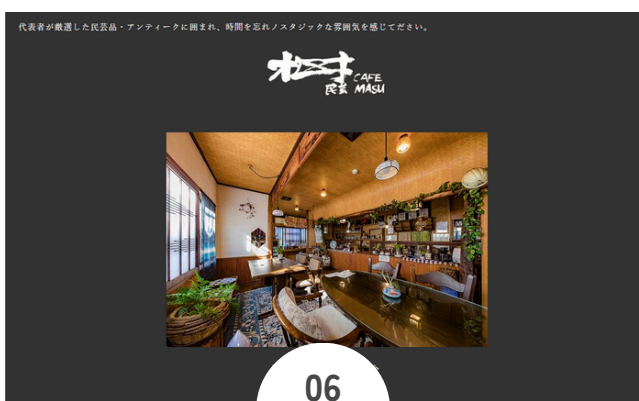 代表者が厳選した民芸品・アンティークに囲まれ、時間を忘れノスタジックな雰囲気を感じてください。
CAFE
民芸 MASU
06